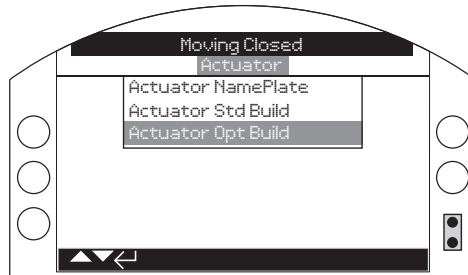 Moving Closed
Actuator
Actuator NamePlate
Actuator Std Build
Actuator Opt Build